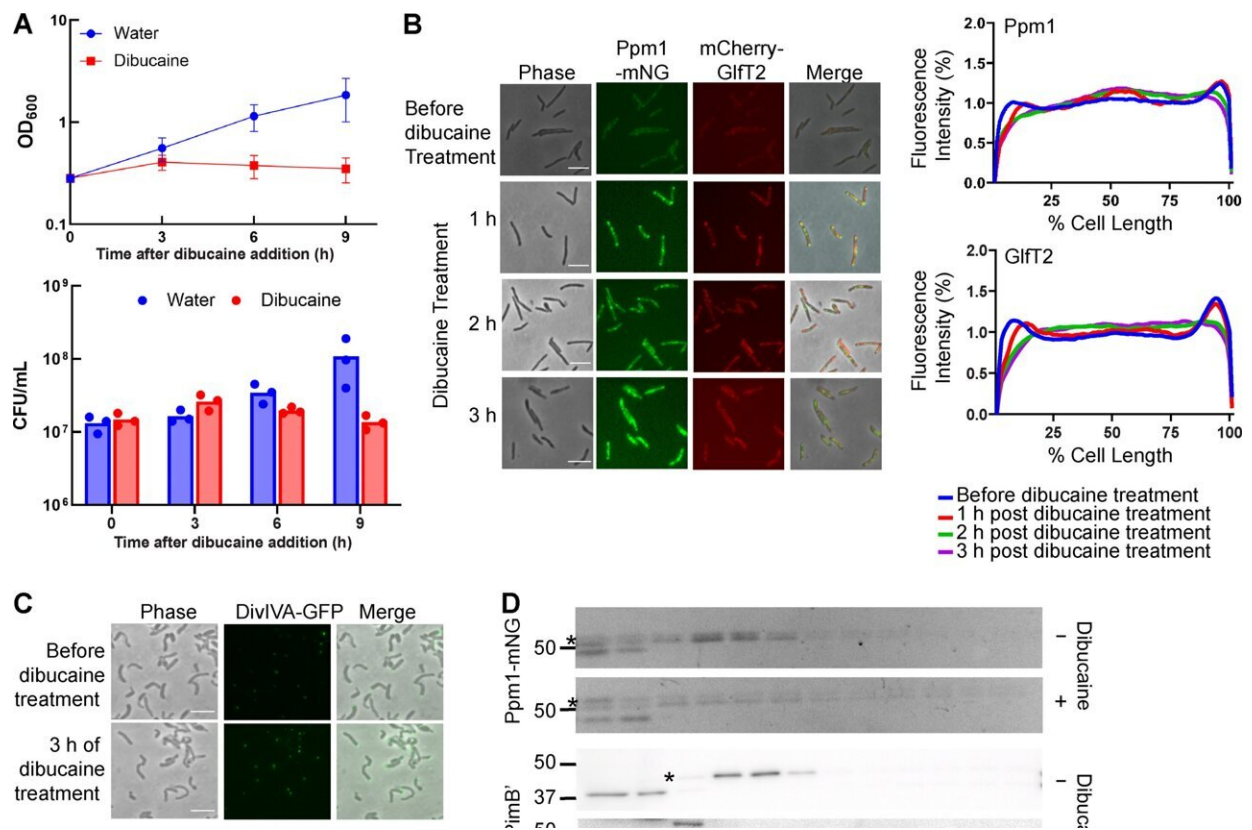 A
Water
Dibucaine
10
1
0.1
OD600
0 3 6 9
Time after dibucaine addition (h)
Water Dibucaine
10⁹
10⁸
10⁷
10⁶
CFU/mL
0 3 6 9
Time after dibucaine addition (h)
B
Ppm1
-mNG
mCherry-
GlfT2
Phase
Merge
Before
dibucaine
Treatment
Dibucaine Treatment
1 h
2 h
3 h
Ppm1
Fluorescence
Intensity (%)
2.0
1.5
1.0
0.5
0.0
25 50 75 100
% Cell Length
GlfT2
Fluorescence
Intensity (%)
2.0
1.5
1.0
0.5
0.0
25 50 75 100
% Cell Length
Before dibucaine treatment
1 h post dibucaine treatment
2 h post dibucaine treatment
3 h post dibucaine treatment
C
Phase DivIVA-GFP Merge
Before
dibucaine
treatment
3 h of
dibucaine
treatment
D
Ppm1-mNG
* 50
* 50
− +
Dibucaine
50 *
37
−